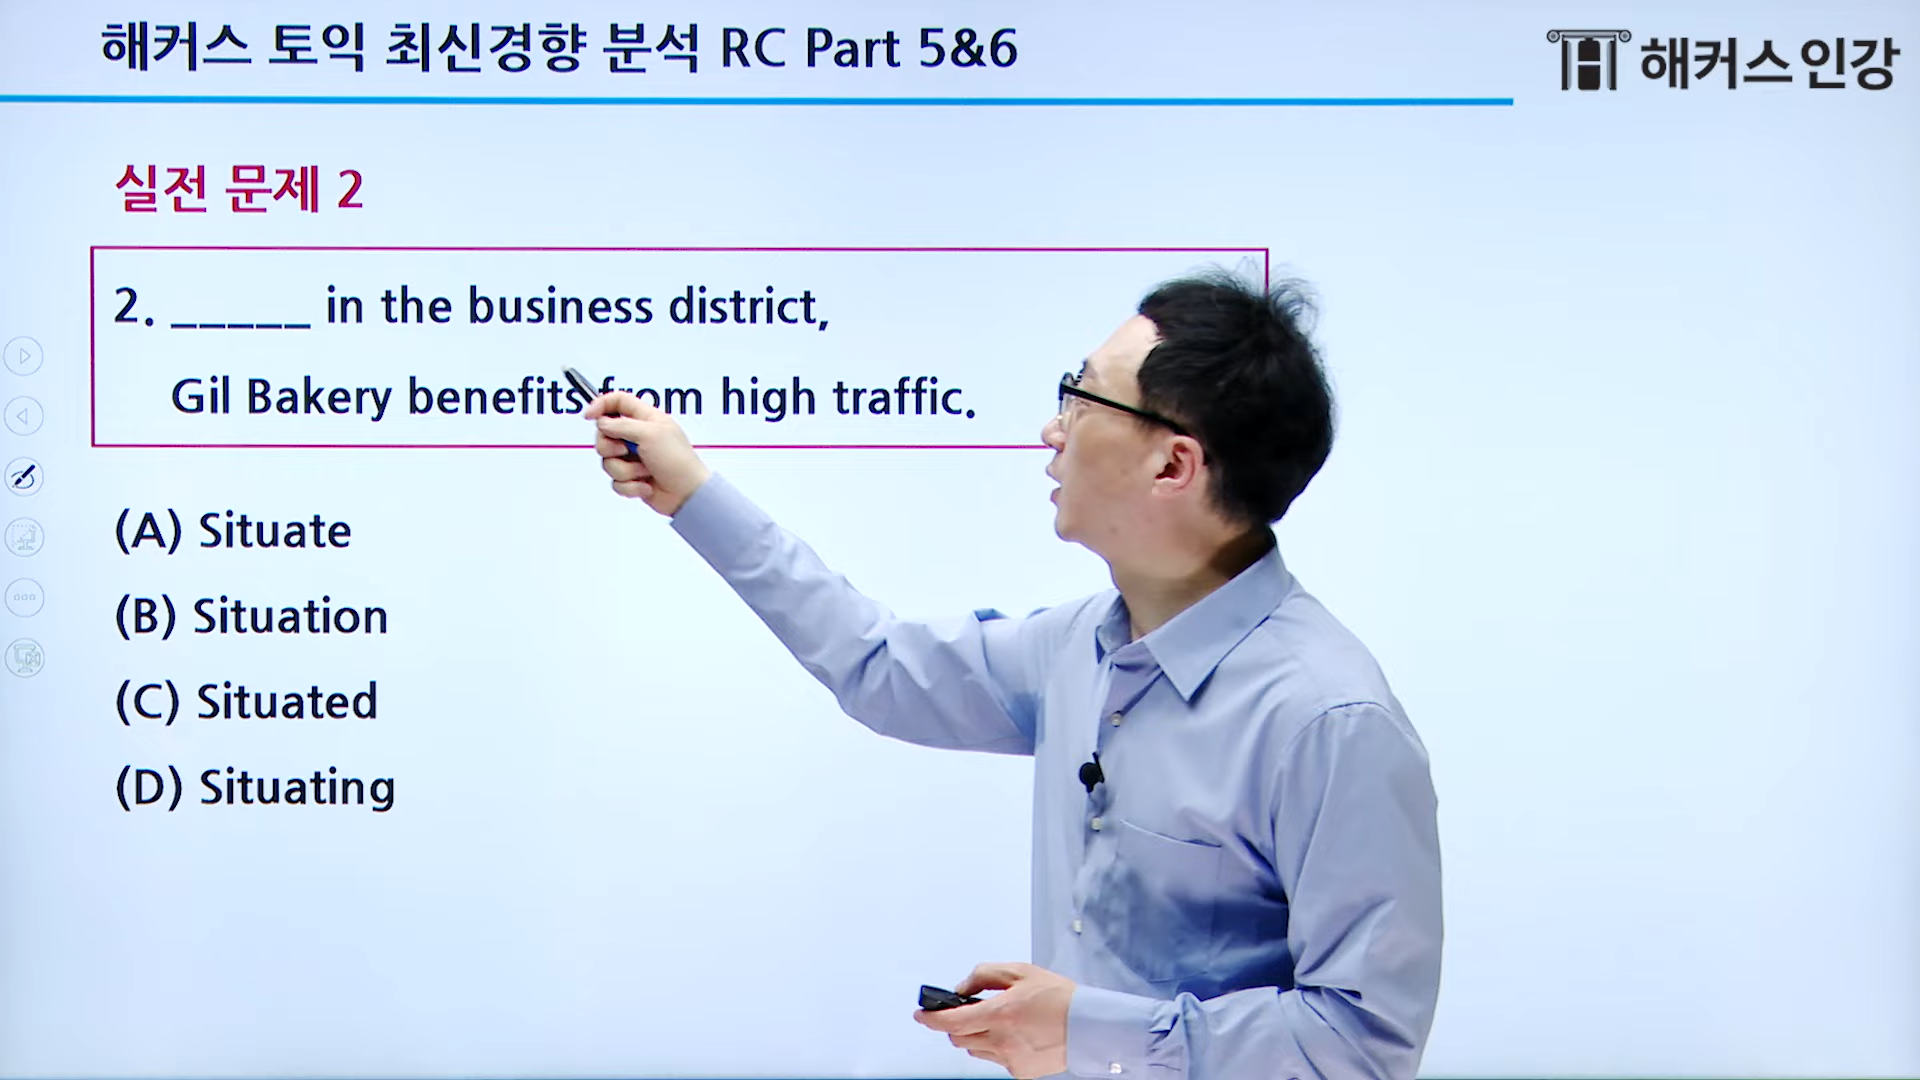 해커스 토익 최신경향 분석 RC Part 5&6
해커스인강
실전 문제 2
2. _____ in the business district,
Gil Bakery benefits from high traffic.
(A) Situate
(B) Situation
(C) Situated
(D) Situating